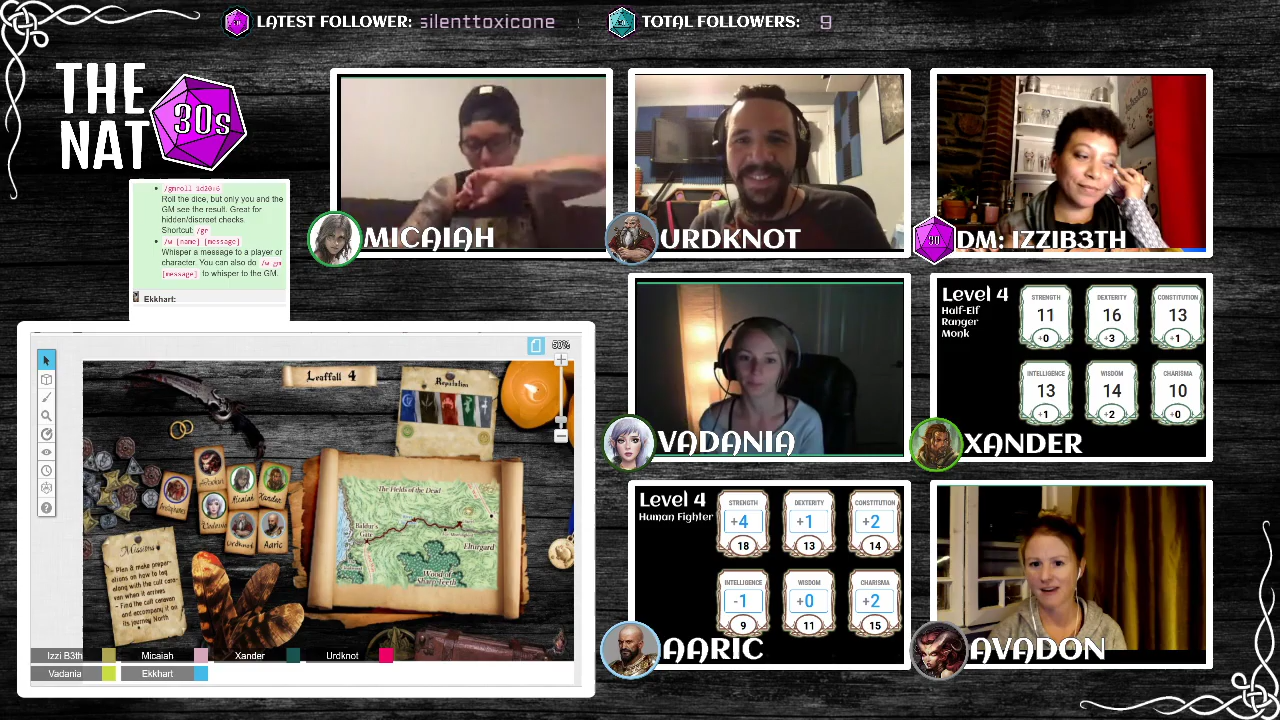 LATEST FOLLOWER: silenttoxicone
TOTAL FOLLOWERS: 9
THE
NAT
30s
/gmroll 1d20+6
Roll the dice, but only you and the
GM see the result. Great for
hidden/discreet checks.
Shortcut: /gr
/w [name] [message]
Whisper a message to a player or
character. You can also do /w gm
[message] to whisper to the GM.
Ekkhart:
MICAIAH
URDKNOT
30
DM: IZZIB3TH
VADANIA
Level 4
Half-Elf
Ranger
Monk
STRENGTH
11
+0
DEXTERITY
16
+3
CONSTITUTION
13
+1
INTELLIGENCE
13
+1
WISDOM
14
+2
CHARISMA
10
+0
XANDER
Level 4
Human Fighter
STRENGTH
+4
18
DEXTERITY
+1
13
CONSTITUTION
+2
14
INTELLIGENCE
-1
9
WISDOM
+0
11
CHARISMA
+2
15
AARIC
AVADON
50%
Leaffall 4
Reputation
Micaiah
Xander
Vadania
Urdknot
Aaric
The Fields of the Dead
Baldur's
Gate
Elturgard
Wood of
Sharp Teeth
Missions
- Plan & make prepar-
ations on how to tag
along with the cult cara-
van when it arrives
- Find the cult caravan
and accompany it on
its journey North
Izzi B3th
Micaiah
Xander
Urdknot
Vadania
Ekkhart